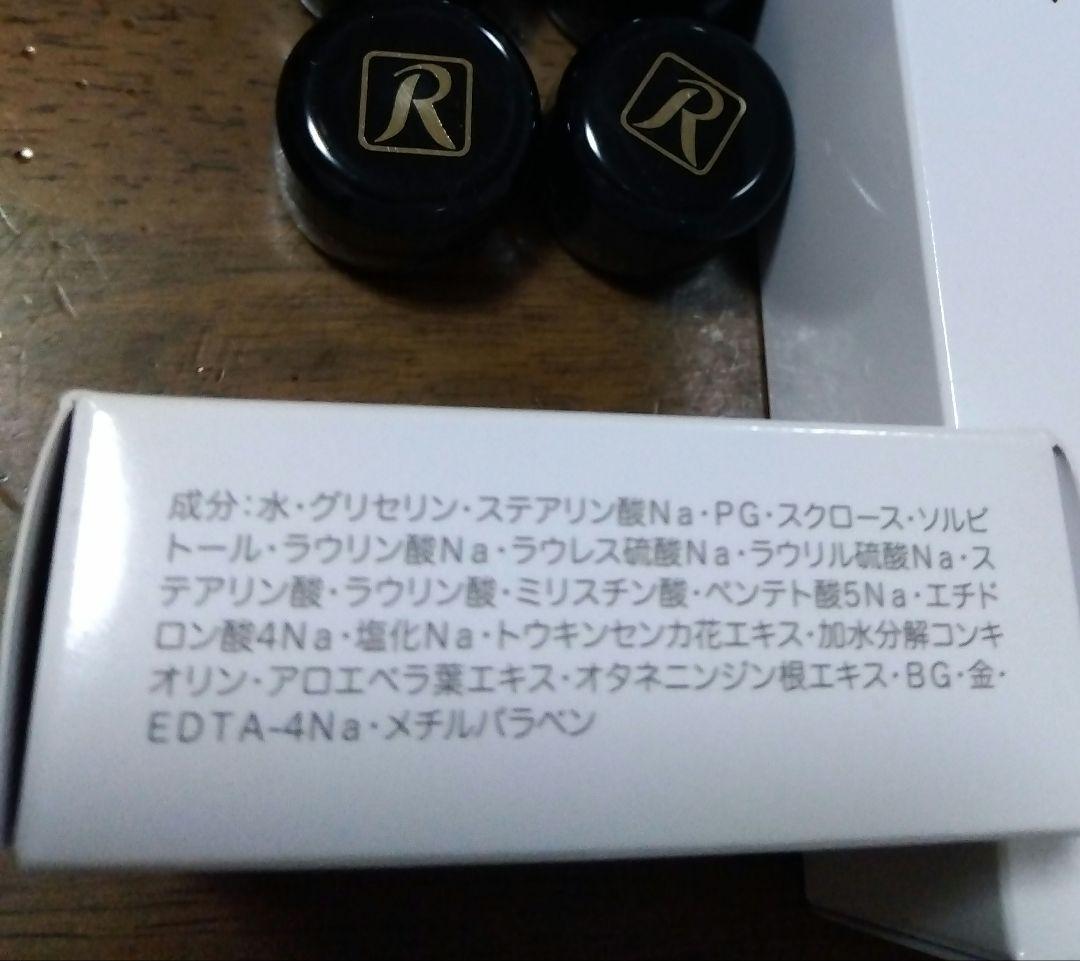 R
R
成分:水・グリセリン・ステアリン酸Na・PG・スクロース・ソルビ
トール・ラウリン酸Na・ラウレス硫酸Na・ラウリル硫酸Na・ス
テアリン酸・ラウリン酸・ミリスチン酸・ペンテト酸5Na・エチド
ロン酸4Na・塩化Na・トウキンセンカ花エキス・加水分解コンキ
オリン・アロエベラ葉エキス・オタネニンジン根エキス・BG・金・
EDTA-4Na・メチルパラベン